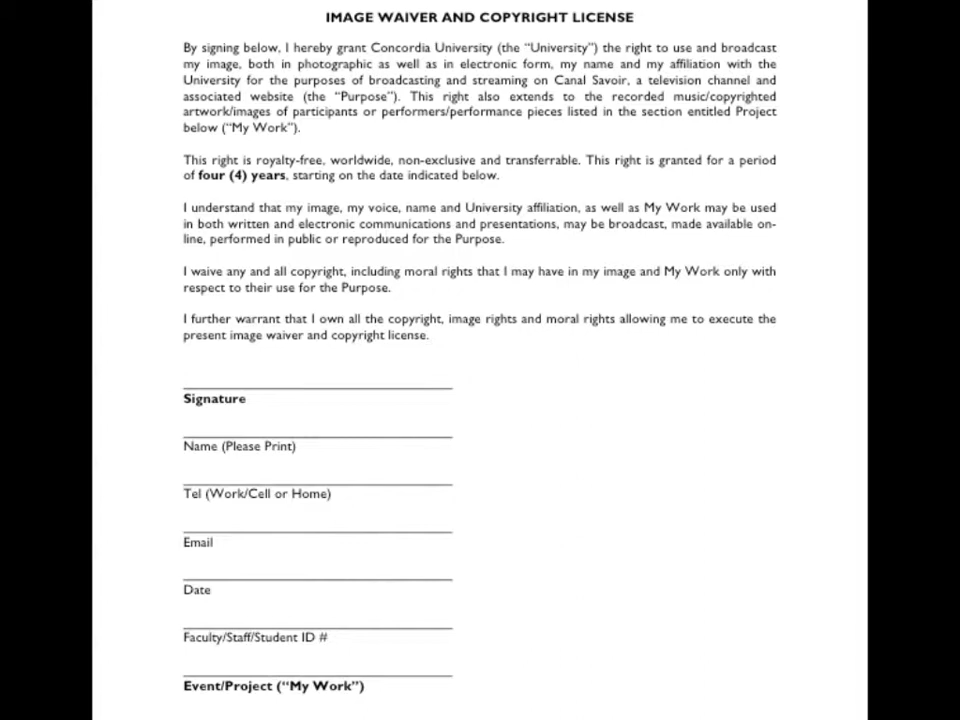 IMAGE WAIVER AND COPYRIGHT LICENSE
By signing below, I hereby grant Concordia University (the “University”) the right to use and broadcast
my image, both in photographic as well as in electronic form, my name and my affiliation with the
University for the purposes of broadcasting and streaming on Canal Savoir, a television channel and
associated website (the “Purpose”). This right also extends to the recorded music/copyrighted
artwork/images of participants or performers/performance pieces listed in the section entitled Project
below (“My Work”).
This right is royalty-free, worldwide, non-exclusive and transferrable. This right is granted for a period
of four (4) years, starting on the date indicated below.
I understand that my image, my voice, name and University affiliation, as well as My Work may be used
in both written and electronic communications and presentations, may be broadcast, made available on-
line, performed in public or reproduced for the Purpose.
I waive any and all copyright, including moral rights that I may have in my image and My Work only with
respect to their use for the Purpose.
I further warrant that I own all the copyright, image rights and moral rights allowing me to execute the
present image waiver and copyright license.
Signature
Name (Please Print)
Tel (Work/Cell or Home)
Email
Date
Faculty/Staff/Student ID #
Event/Project (“My Work”)